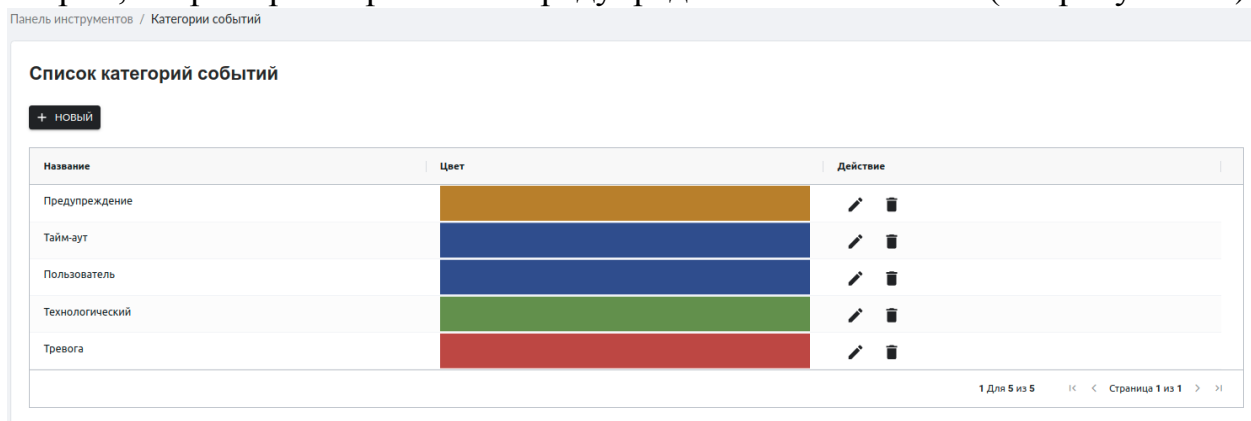 Панель инструментов / Категории событий
Список категорий событий
+ НОВЫЙ
Название Цвет Действие
Предупреждение
Тайм-аут
Пользователь
Технологический
Тревога
1 Для 5 из 5 Страница 1 из 1